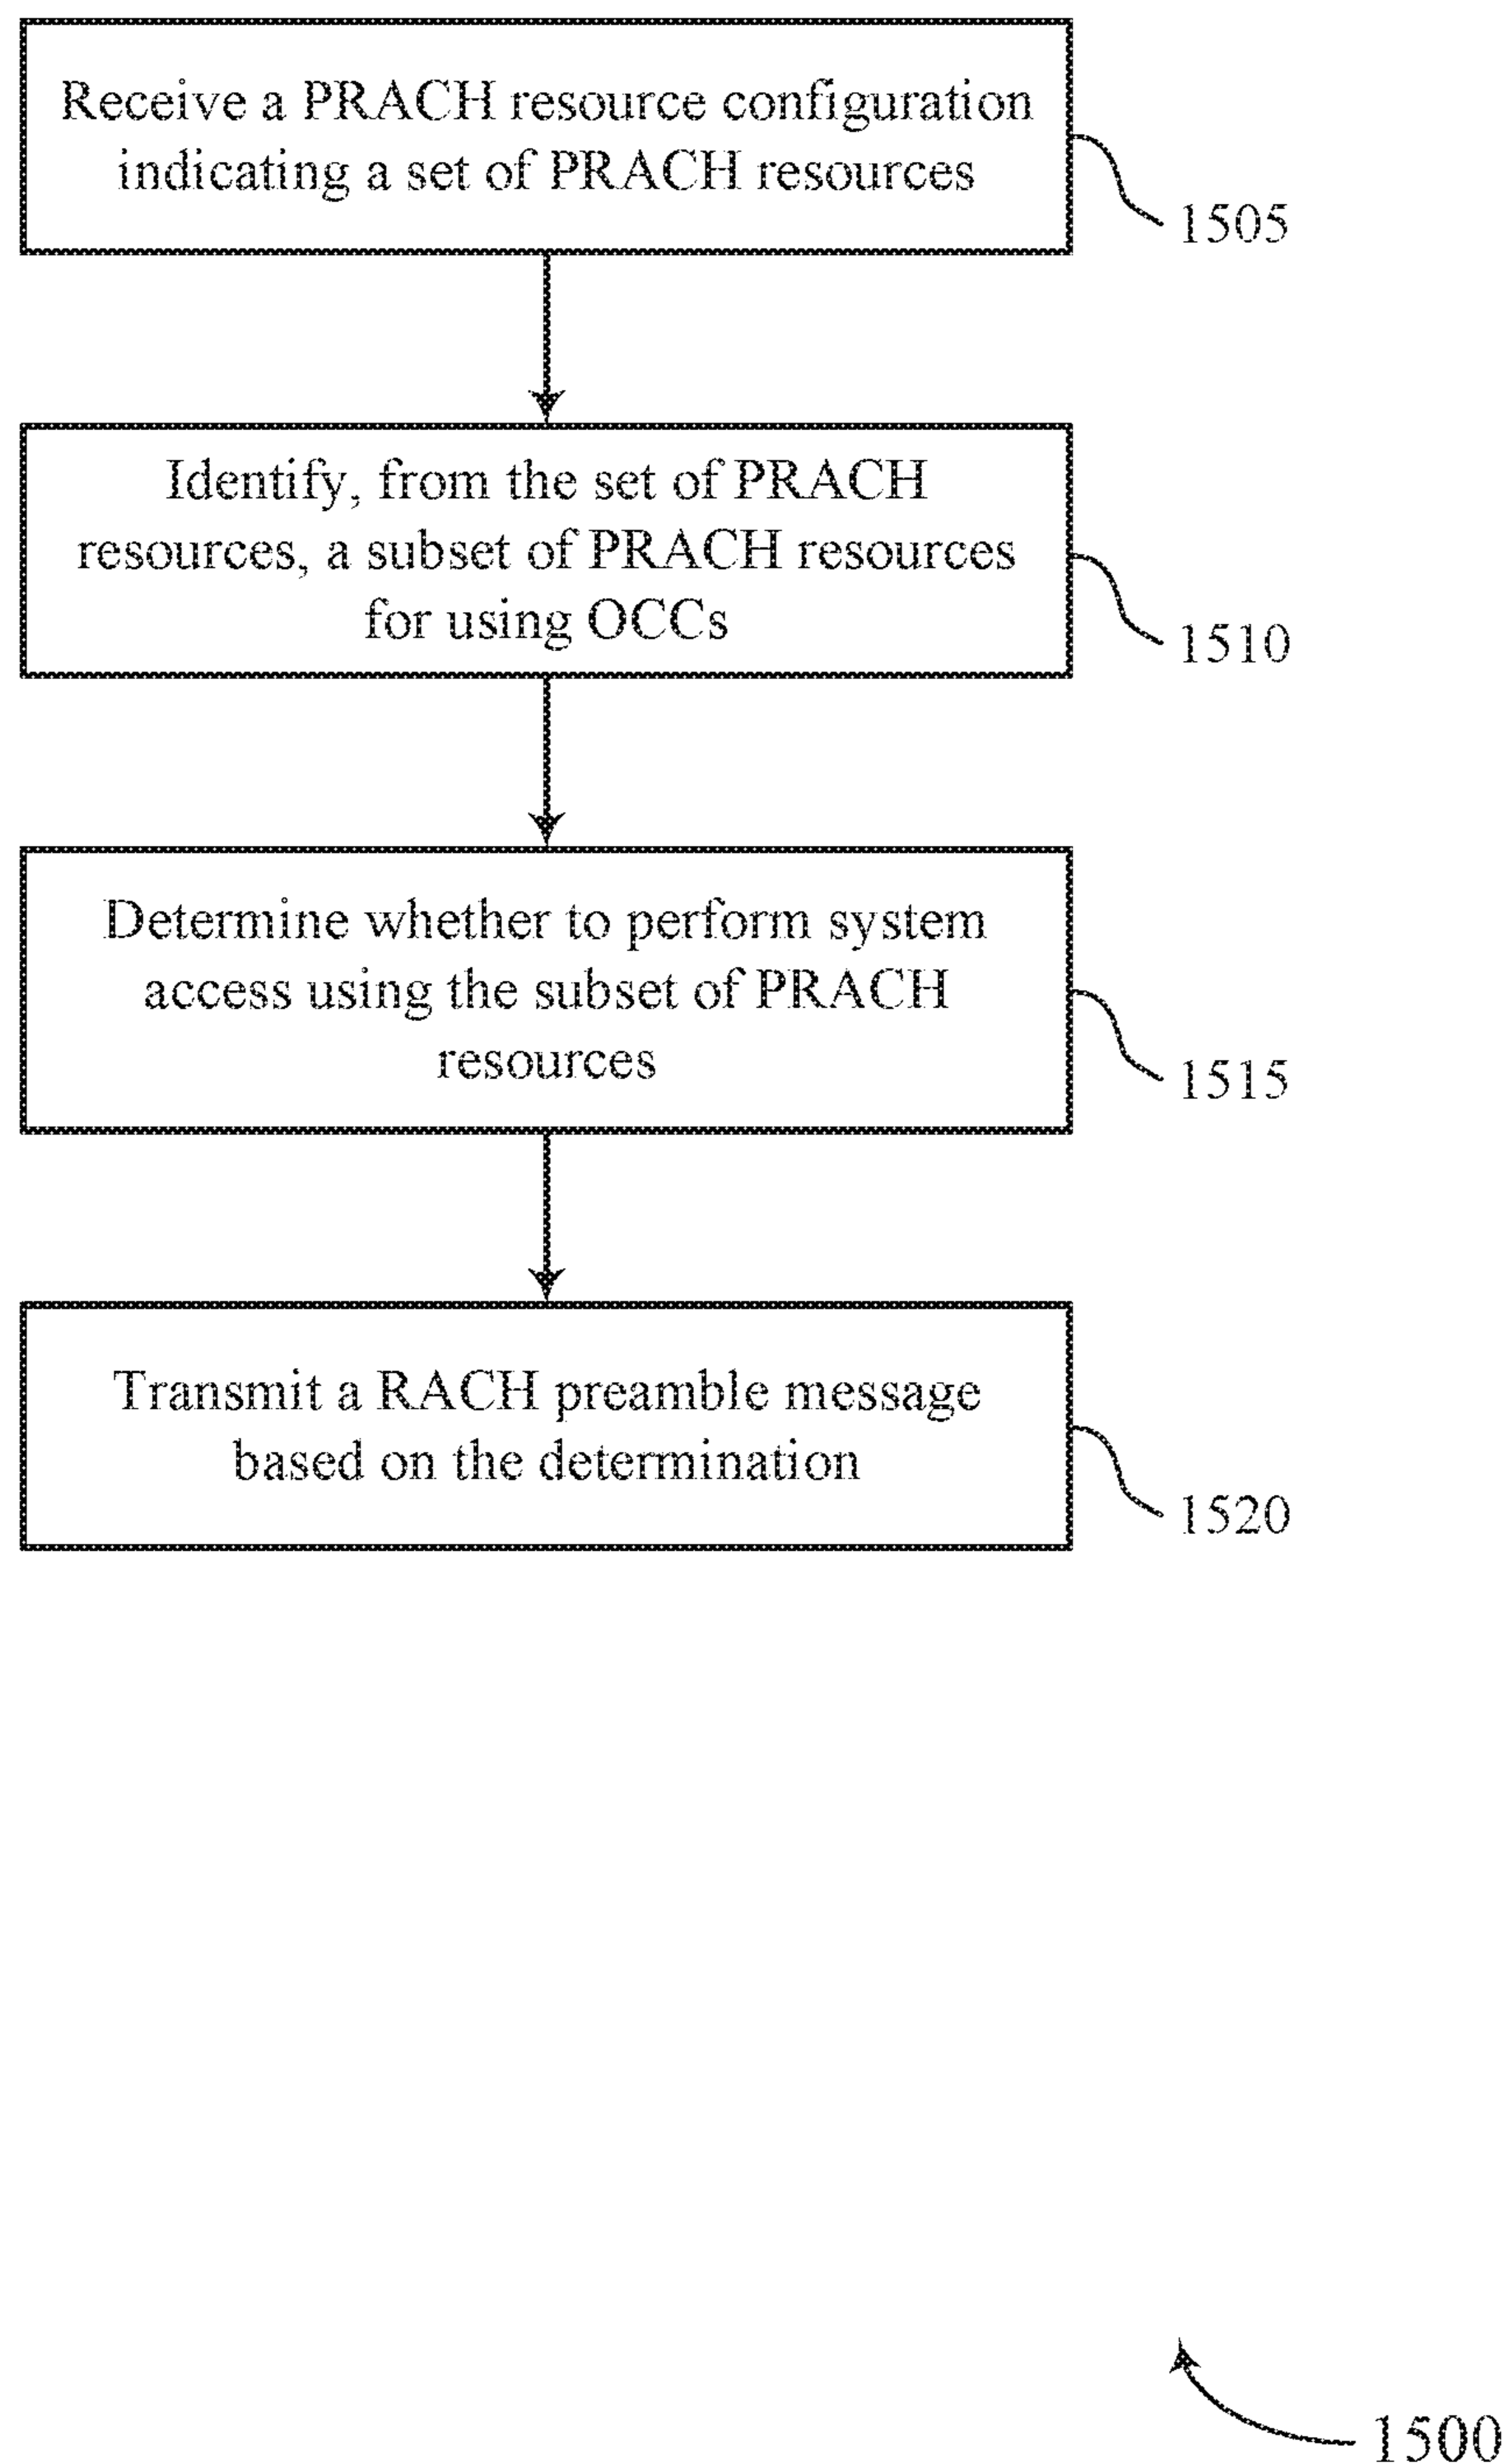 Receive a PRACH resource configuration
indicating a set of PRACH resources
1505
Identify, from the set of PRACH
resources, a subset of PRACH resources
for using OCCs
1510
Determine whether to perform system
access using the subset of PRACH
resources
1515
Transmit a RACH preamble message
based on the determination
1520
1500